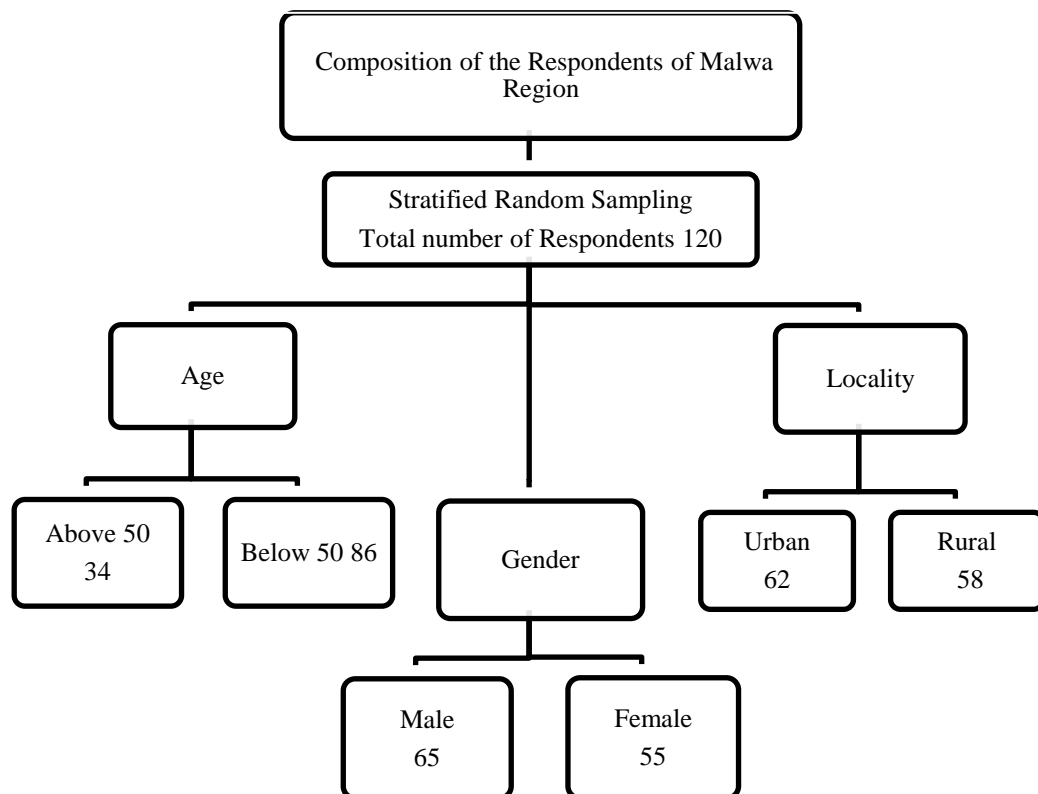 Composition of the Respondents of Malwa
Region
Stratified Random Sampling
Total number of Respondents 120
Age
Locality
Above 50
34
Below 50 86
Gender
Urban
62
Rural
58
Male
65
Female
55